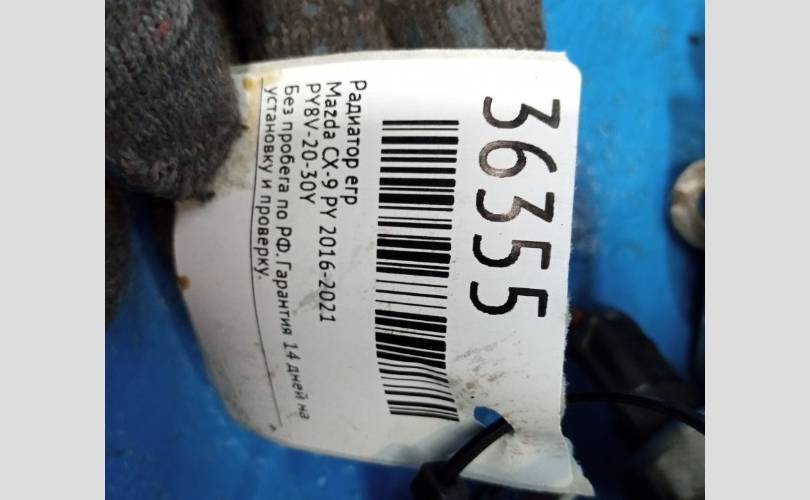 36355
Радиатор егр
Mazda CX-9 PY 2016-2021
PY8V-20-30Y
Без пробега по РФ. Гарантия 14 дней на
установку и проверку.